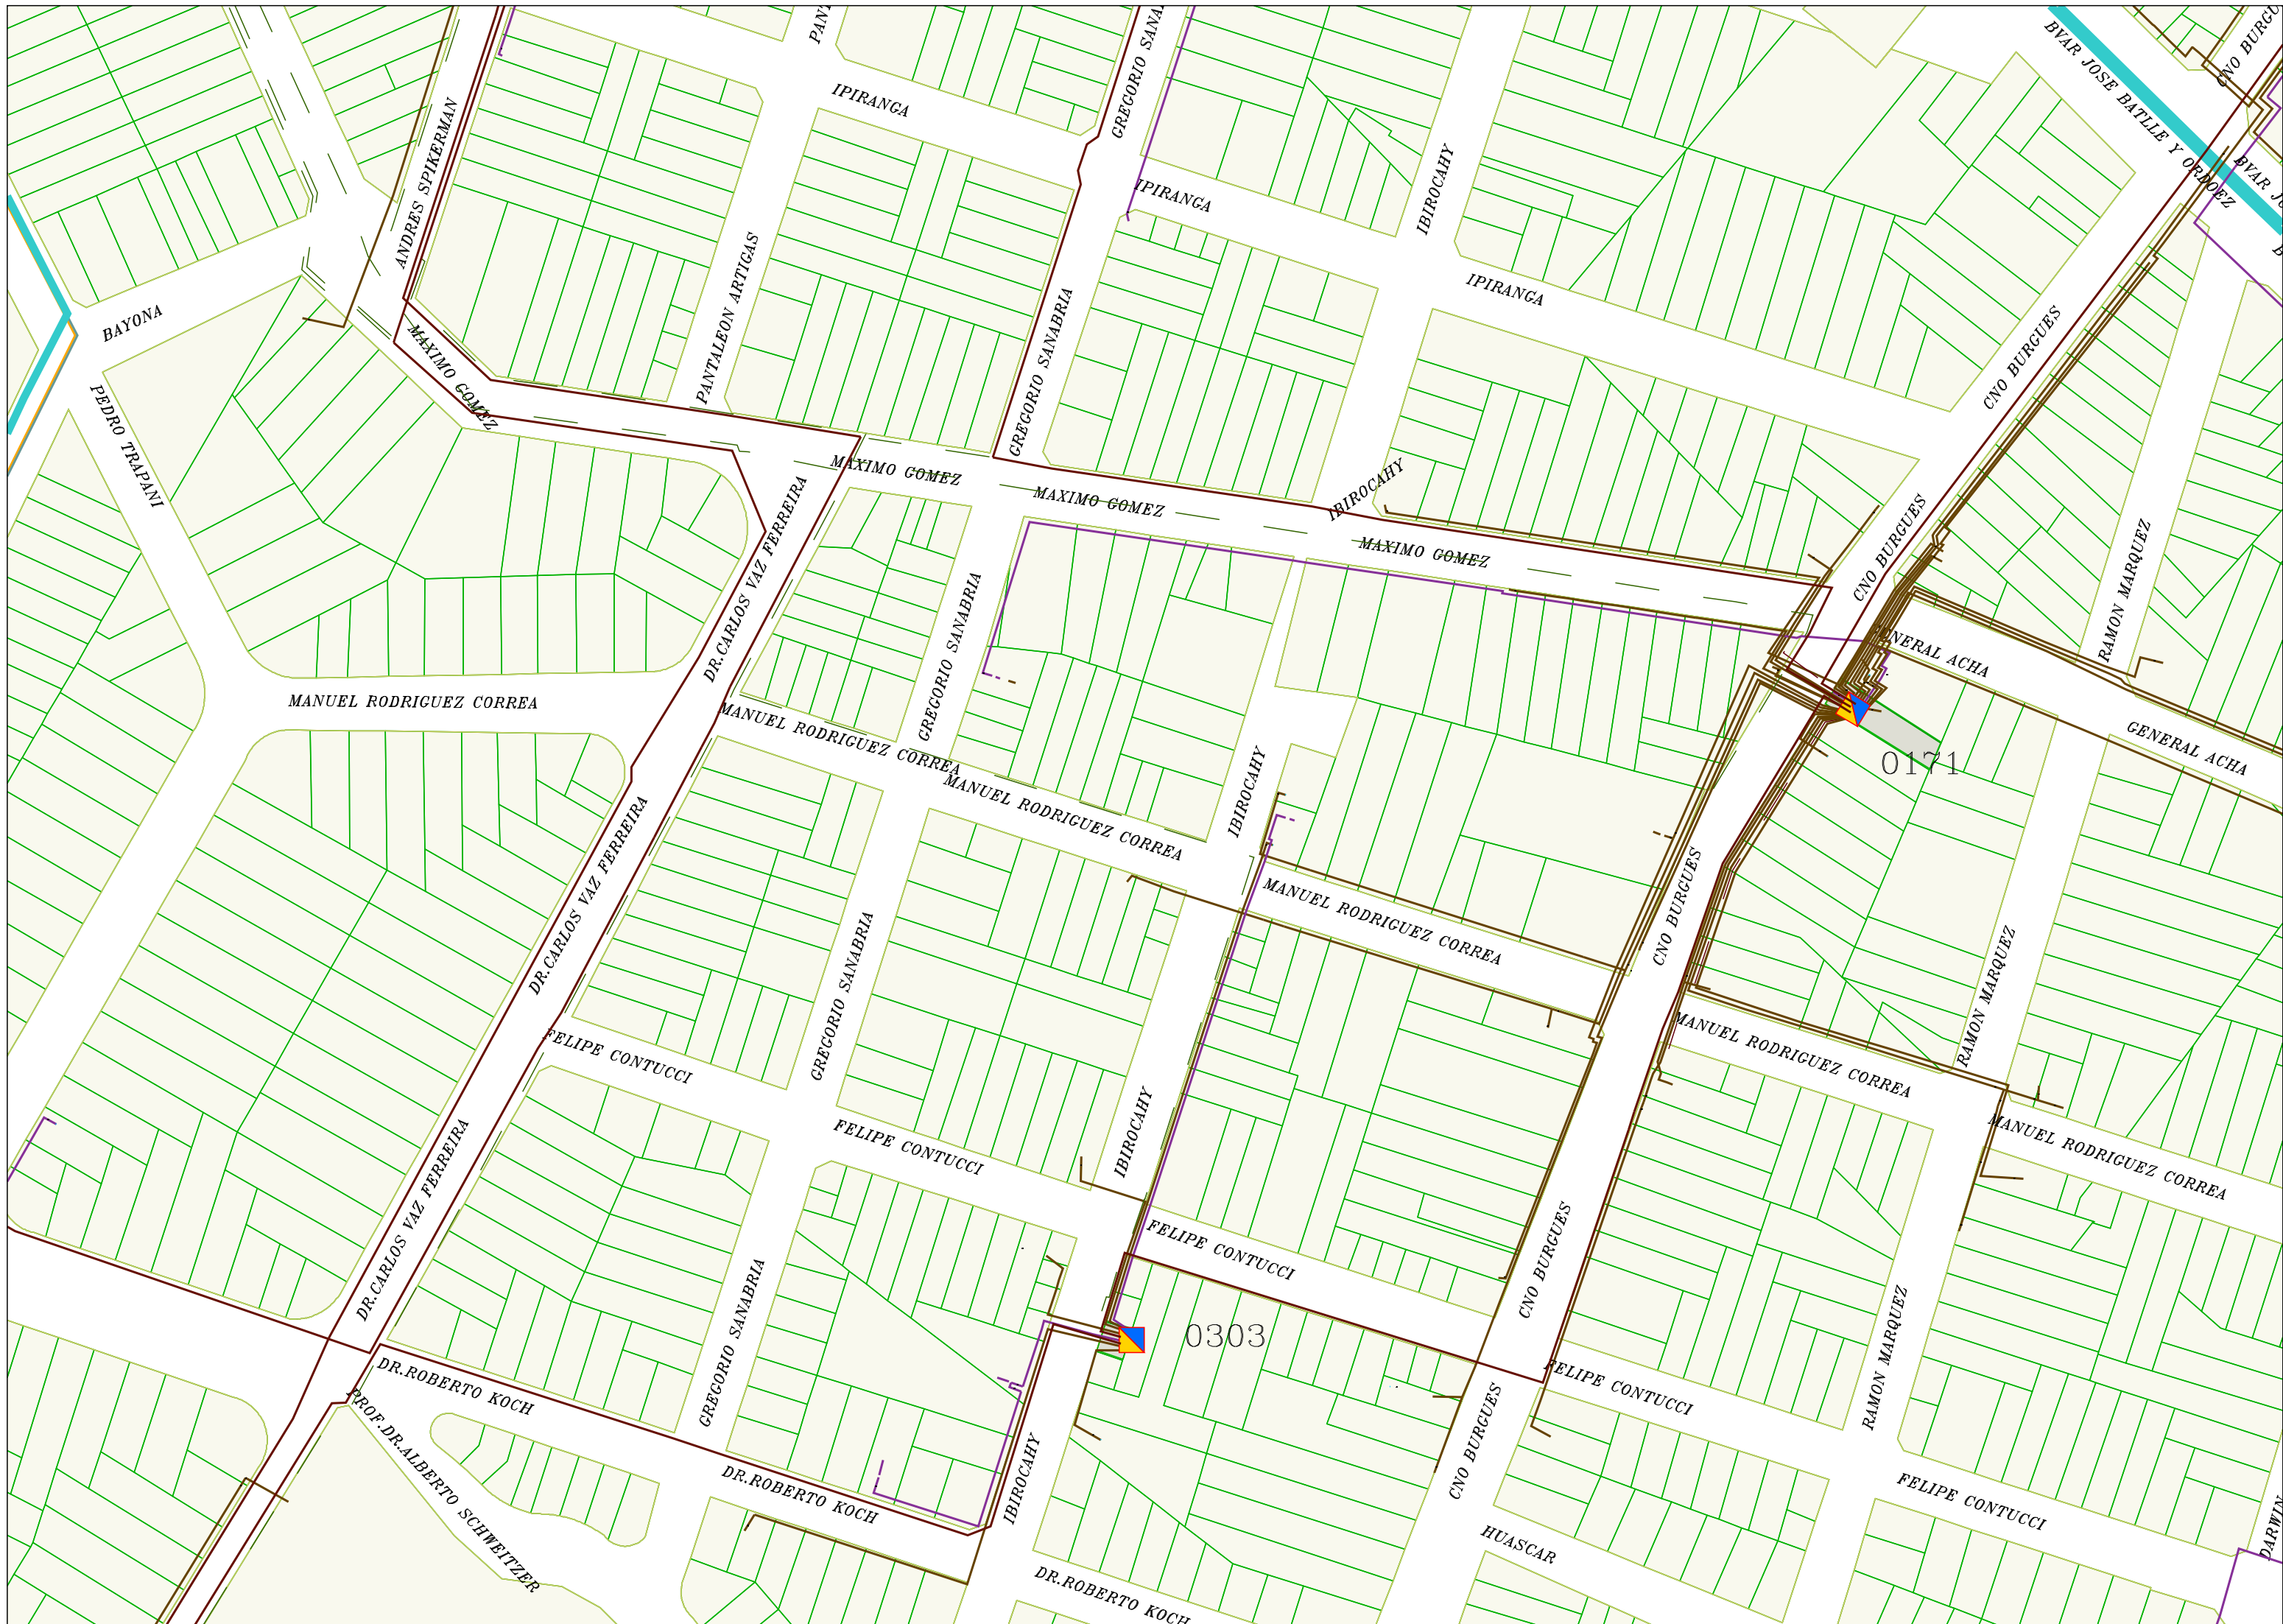 GREGORIO SANA
CNO BURGU
BVAR JOSE BATLLE Y ORDOEZ
IPIRANGA
ANDRES SPIKERMAN
IPIRANGA
IBIROCAHY
BVAR
PANTALEON ARTIGAS
IPIRANGA
BAYONA
MAXIMO GOMEZ
GREGORIO SANABRIA
CNO BURGUES
PEDRO TRAPANI
MAXIMO GOMEZ
MAXIMO GOMEZ
IBIROCAHY
MAXIMO GOMEZ
CNO BURGUES
RAMON MARQUEZ
DR.CARLOS VAZ FERREIRA
GREGORIO SANABRIA
GENERAL ACHA
MANUEL RODRIGUEZ CORREA
MANUEL RODRIGUEZ CORREA
GENERAL ACHA
0171
MANUEL RODRIGUEZ CORREA
IBIROCAHY
DR.CARLOS VAZ FERREIRA
MANUEL RODRIGUEZ CORREA
CNO BURGUES
GREGORIO SANABRIA
RAMON MARQUEZ
FELIPE CONTUCCI
MANUEL RODRIGUEZ CORREA
FELIPE CONTUCCI
IBIROCAHY
MANUEL RODRIGUEZ CORREA
DR.CARLOS VAZ FERREIRA
FELIPE CONTUCCI
CNO BURGUES
0303
GREGORIO SANABRIA
RAMON MARQUEZ
DR.ROBERTO KOCH
FELIPE CONTUCCI
CNO BURGUES
PROF.DR.ALBERTO SCHWEITZER
DR.ROBERTO KOCH
IBIROCAHY
FELIPE CONTUCCI
HUASCAR
DARWIN
DR.ROBERTO KOCH